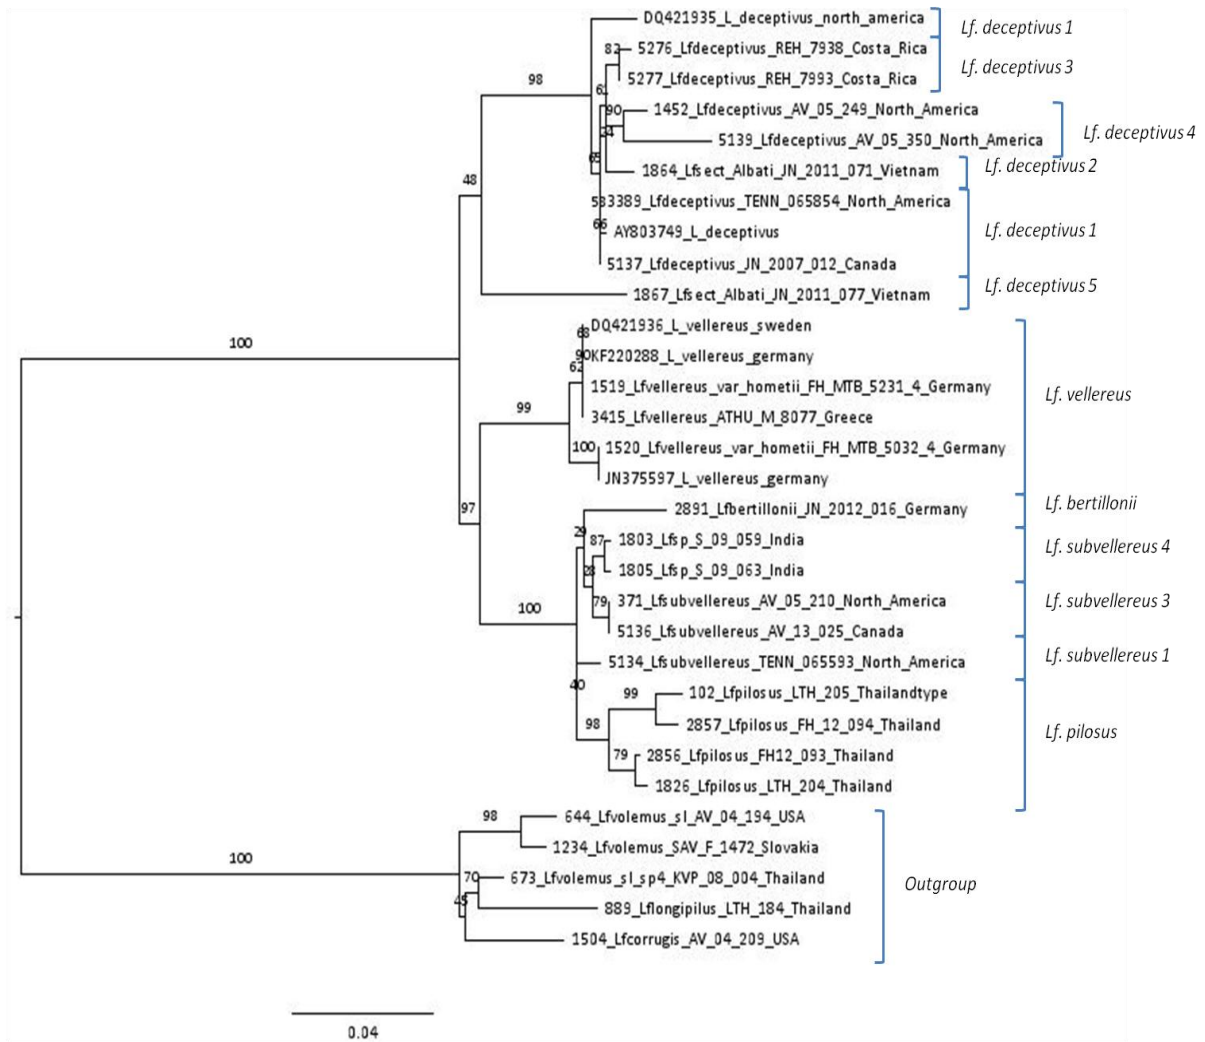 DQ421935_L_deceptivus_north_america
Lf. deceptivus 1
82
5276_Lfdeceptivus_REH_7938_Costa_Rica
Lf. deceptivus 3
98
5277_Lfdeceptivus_REH_7993_Costa_Rica
90
1452_Lfdeceptivus_AV_05_249_North_America
Lf. deceptivus 4
5139_Lfdeceptivus_AV_05_350_North_America
1864_Lfsect_Albati_JN_2011_071_Vietnam
Lf. deceptivus 2
48
583389_Lfdeceptivus_TENN_065854_North_America
66
AY803749_L_deceptivus
Lf. deceptivus 1
5137_Lfdeceptivus_JN_2007_012_Canada
1867_Lfsect_Albati_JN_2011_077_Vietnam
Lf. deceptivus 5
68
DQ421936_L_vellereus_sweden
100
90
KF220288_L_vellereus_germany
62
1519_Lfvellereus_var_hometii_FH_MTB_5231_4_Germany
Lf. vellereus
99
3415_Lfvellereus_ATHU_M_8077_Greece
100
1520_Lfvellereus_var_hometii_FH_MTB_5032_4_Germany
JN375597_L_vellereus_germany
97
2891_Lfbertillonii_JN_2012_016_Germany
Lf. bertillonii
29
87
1803_Lfsp_S_09_059_India
Lf. subvellereus 4
1805_Lfsp_S_09_063_India
79
371_Lfsubvellereus_AV_05_210_North_America
Lf. subvellereus 3
100
5136_Lfsubvellereus_AV_13_025_Canada
5134_Lfsubvellereus_TENN_065593_North_America
Lf. subvellereus 1
40
99
102_Lfpilosus_LTH_205_Thailandtype
98
2857_Lfpilosus_FH_12_094_Thailand
Lf. pilosus
79
2856_Lfpilosus_FH12_093_Thailand
1826_Lfpilosus_LTH_204_Thailand
98
644_Lfvolemus_sl_AV_04_194_USA
1234_Lfvolemus_SAV_F_1472_Slovakia
100
70
673_Lfvolemus_sl_sp4_KVP_08_004_Thailand
Outgroup
45
889_Lflongipilus_LTH_184_Thailand
1504_Lfcorrugis_AV_04_209_USA
0.04